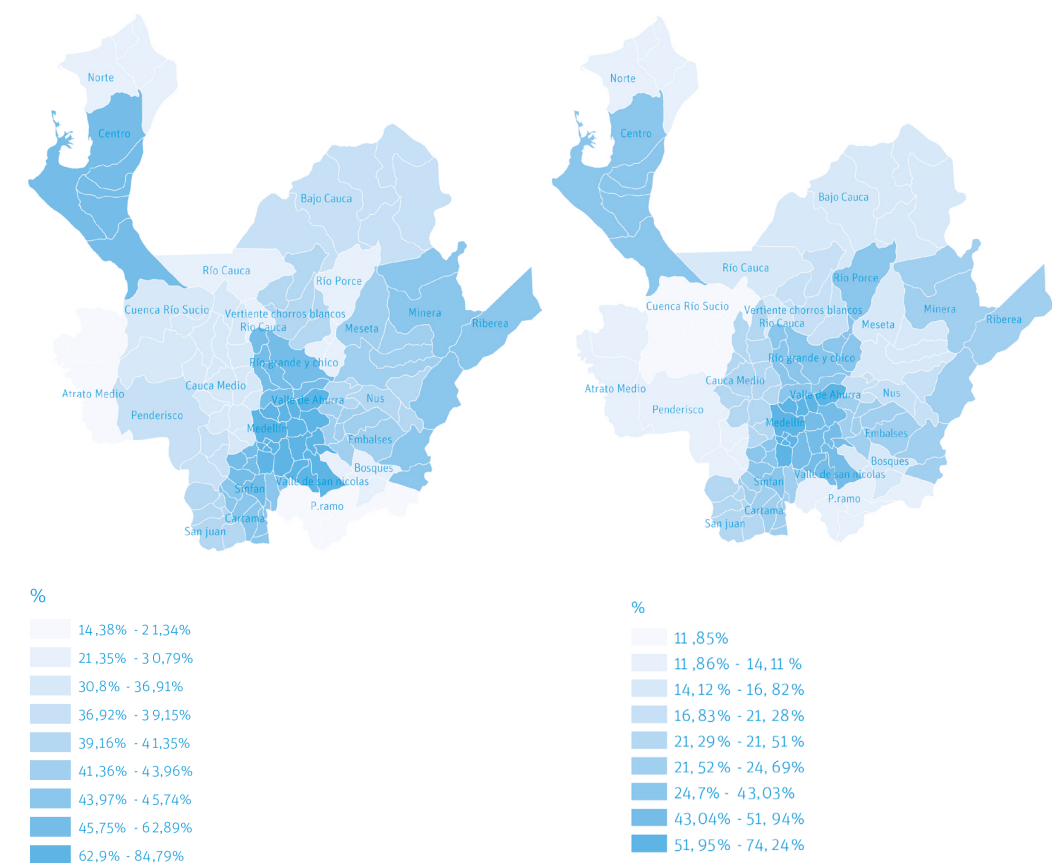 Norte
Centro
Bajo Cauca
Río Cauca
Río Porce
Cuenca Río Sucio
Vertiente chorros blancos
Río Cauca
Meseta
Minera
Riberea
Río grande y chico
Cauca Medio
Atrato Medio
Valle de Aburra
Nus
Penderisco
Medellín
Embalses
Bosques
Valle de san nicolas
Sinfan
P.ramo
Cartama
San juan
%
14,38% - 21,34%
21,35% - 30,79%
30,8% - 36,91%
36,92% - 39,15%
39,16% - 41,35%
41,36% - 43,96%
43,97% - 45,74%
45,75% - 62,89%
62,9% - 84,79%
Norte
Centro
Bajo Cauca
Río Cauca
Río Porce
Cuenca Río Sucio
Vertiente chorros blancos
Río Cauca
Meseta
Minera
Riberea
Río grande y chico
Cauca Medio
Atrato Medio
Valle de Aburra
Nus
Penderisco
Medellín
Embalses
Bosques
Valle de san nicolas
Sinfan
P.ramo
Cartama
San juan
%
11,85%
11,86% - 14,11 %
14,12 % - 16, 82%
16,83% - 21, 28%
21,29% - 21, 51 %
21, 52 % - 24, 69%
24,7% - 43,03%
43,04% - 51, 94%
51,95% - 74, 24%